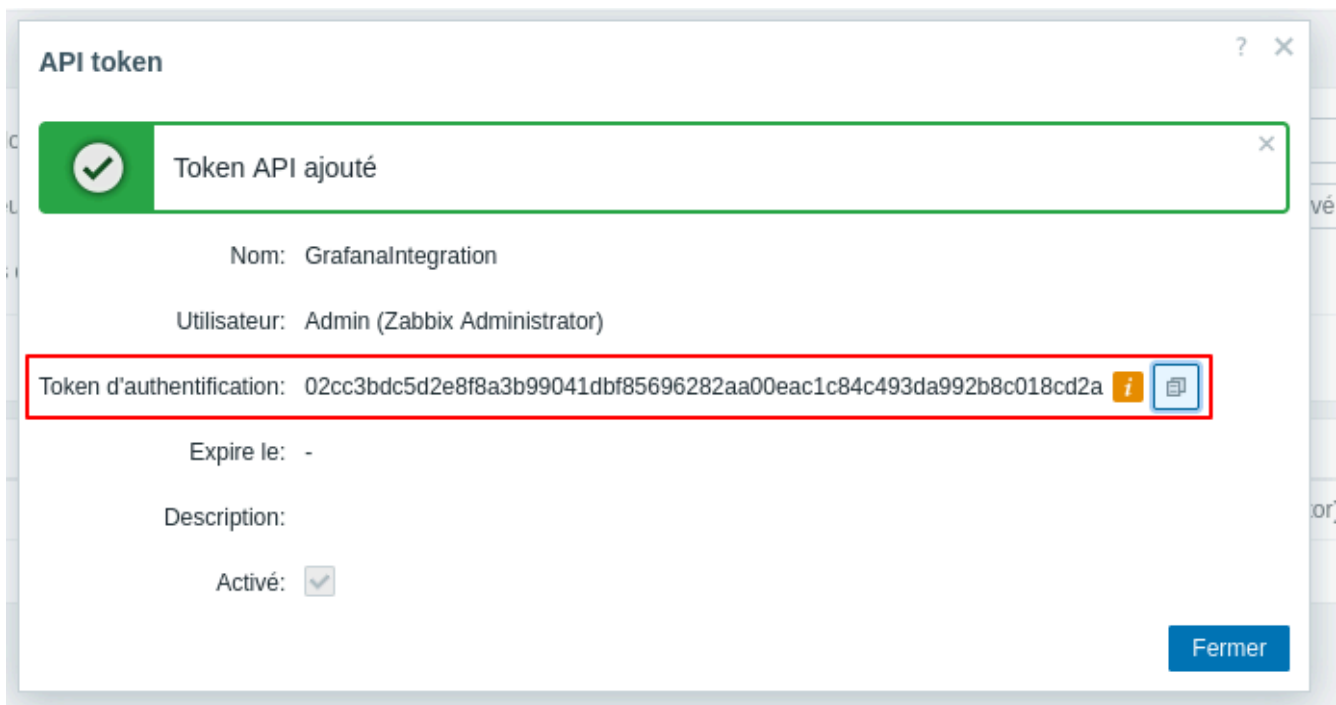 API token
Token API ajouté
Nom: GrafanaIntegration
Utilisateur: Admin (Zabbix Administrator)
Token d'authentification: 02cc3bdc5d2e8f8a3b99041dbf85696282aa00eac1c84c493da992b8c018cd2a
Expire le: -
Description:
Activé:
Fermer